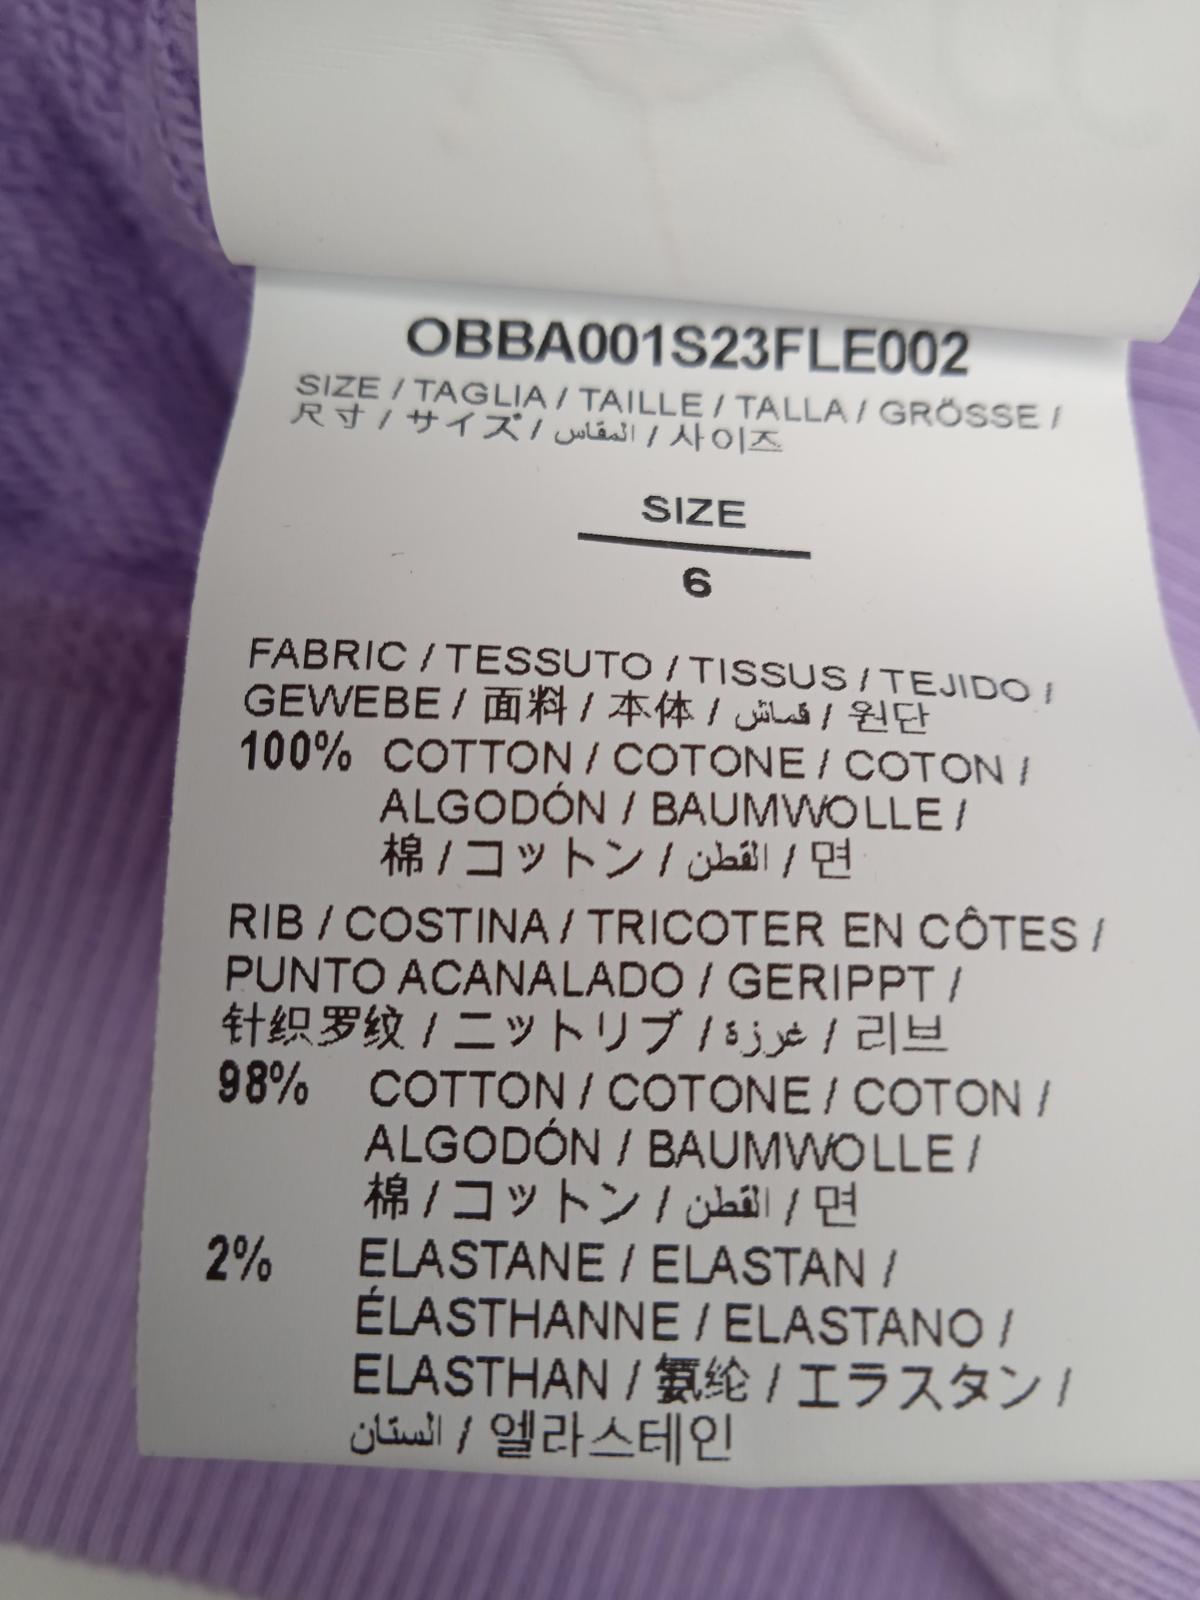 OBBA001S23FLE002
SIZE / TAGLIA / TAILLE / TALLA / GRÖSSE /
尺寸 / サイズ / المقاس / 사이즈
SIZE
6
FABRIC / TESSUTO / TISSUS / TEJIDO /
GEWEBE / 面料 / 本体 / قماش / 원단
100% COTTON / COTONE / COTON /
ALGODÓN / BAUMWOLLE /
棉 / コットン / القطن / 면
RIB / COSTINA / TRICOTER EN CÔTES /
PUNTO ACANALADO / GERIPPT /
针织罗纹 / ニットリブ / غرزة / 리브
98% COTTON / COTONE / COTON /
ALGODÓN / BAUMWOLLE /
棉 / コットン / القطن / 면
2% ELASTANE / ELASTAN /
ÉLASTHANNE / ELASTANO /
ELASTHAN / 氨纶 / エラスタン /
الستان / 엘라스테인